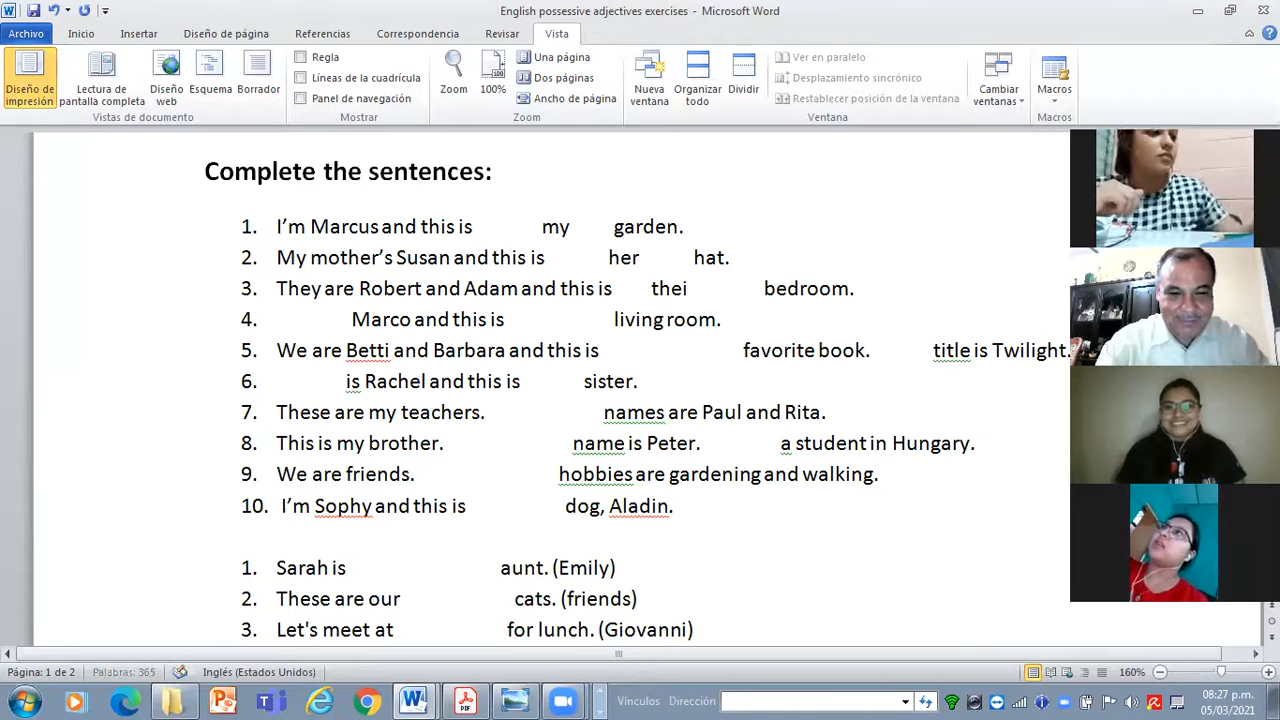 English possessive adjectives exercises - Microsoft Word
Archivo Inicio Insertar Diseño de página Referencias Correspondencia Revisar Vista
Diseño de impresión Lectura de pantalla completa Diseño web Esquema Borrador
Vistas de documento
Regla
Líneas de la cuadrícula
Panel de navegación
Mostrar
Zoom 100%
Una página
Dos páginas
Ancho de página
Zoom
Nueva ventana Organizar todo Dividir
Ver en paralelo
Desplazamiento sincrónico
Restablecer posición de la ventana
Ventana
Cambiar ventanas
Macros
Macros
Complete the sentences:
1. I’m Marcus and this is my garden.
2. My mother’s Susan and this is her hat.
3. They are Robert and Adam and this is thei bedroom.
4. Marco and this is living room.
5. We are Betti and Barbara and this is favorite book. title is Twilight.
6. is Rachel and this is sister.
7. These are my teachers. names are Paul and Rita.
8. This is my brother. name is Peter. a student in Hungary.
9. We are friends. hobbies are gardening and walking.
10. I’m Sophy and this is dog, Aladin.
1. Sarah is aunt. (Emily)
2. These are our cats. (friends)
3. Let's meet at for lunch. (Giovanni)
Página: 1 de 2 Palabras: 365 Inglés (Estados Unidos) 160%
Vínculos Dirección
08:27 p.m.
05/03/2021